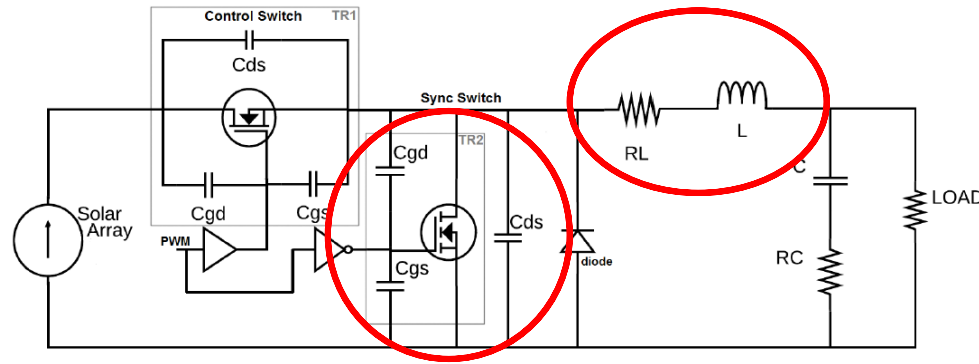 Control Switch
TR1
Cds
Sync Switch
TR2
Cgd
RL
L
C
Cgd
Cgs
Cds
LOAD
Solar
Array
PWM
Cgs
diode
RC